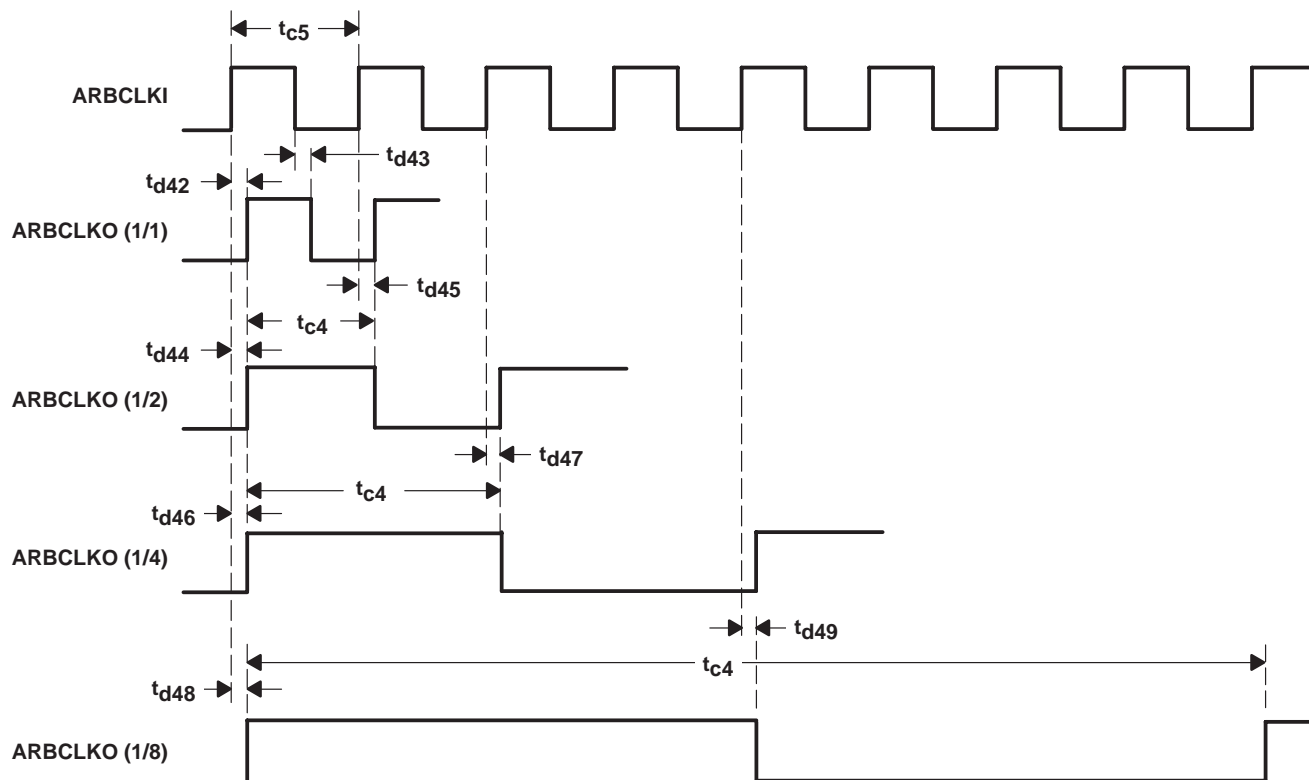 tc5
ARBCLKI
td43
td42
ARBCLKO (1/1)
td45
tc4
td44
ARBCLKO (1/2)
td47
tc4
td46
ARBCLKO (1/4)
td49
tc4
td48
ARBCLKO (1/8)